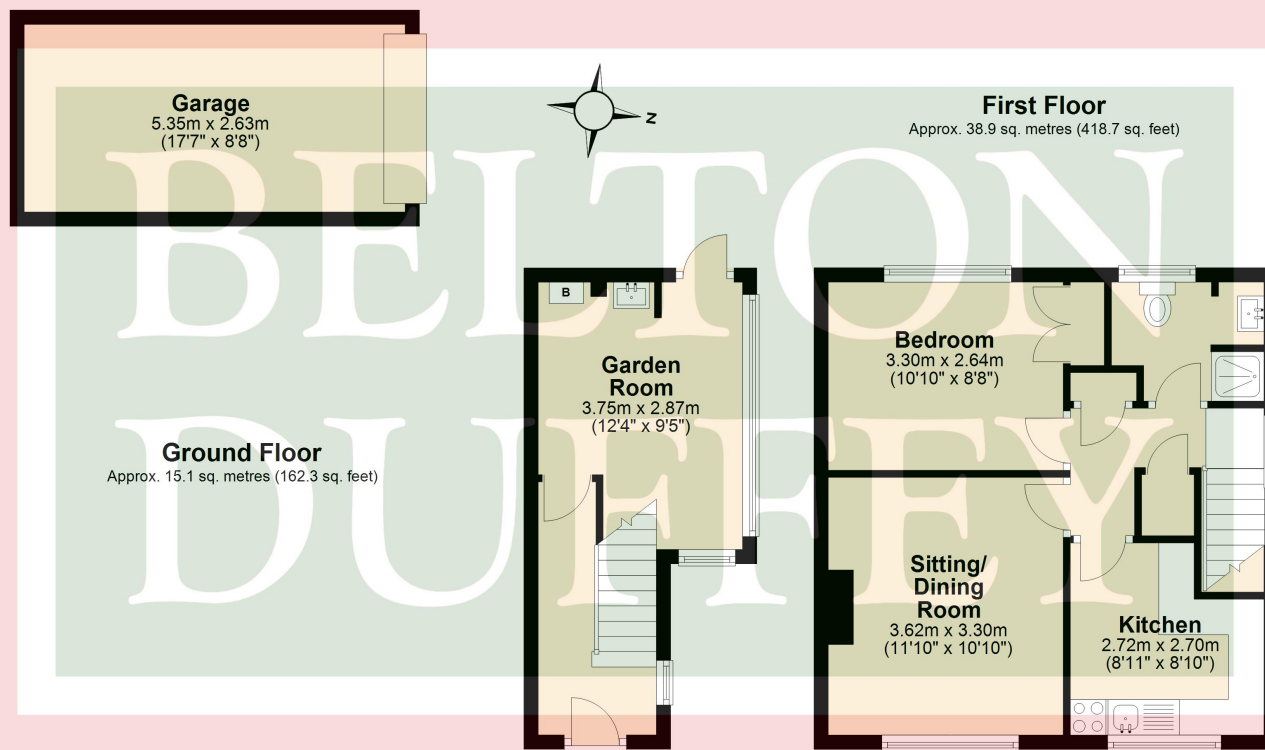 Garage
5.35m x 2.63m
(17'7" x 8'8")
N
First Floor
Approx. 38.9 sq. metres (418.7 sq. feet)
BELTON
DUFFEY
B
Garden
Room
3.75m x 2.87m
(12'4" x 9'5")
Bedroom
3.30m x 2.64m
(10'10" x 8'8")
Ground Floor
Approx. 15.1 sq. metres (162.3 sq. feet)
Sitting/
Dining
Room
3.62m x 3.30m
(11'10" x 10'10")
Kitchen
2.72m x 2.70m
(8'11" x 8'10")